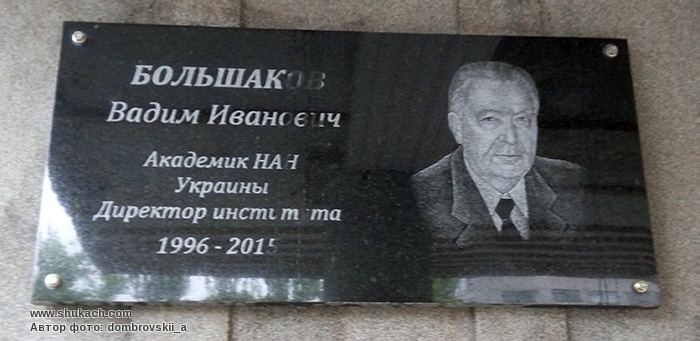 БОЛЬШАКОВ
Вадим Иванович
Академик НАН
Украины
Директор института
1996 - 2015
www.shukach.com
Автор фото: dombrovskii_a